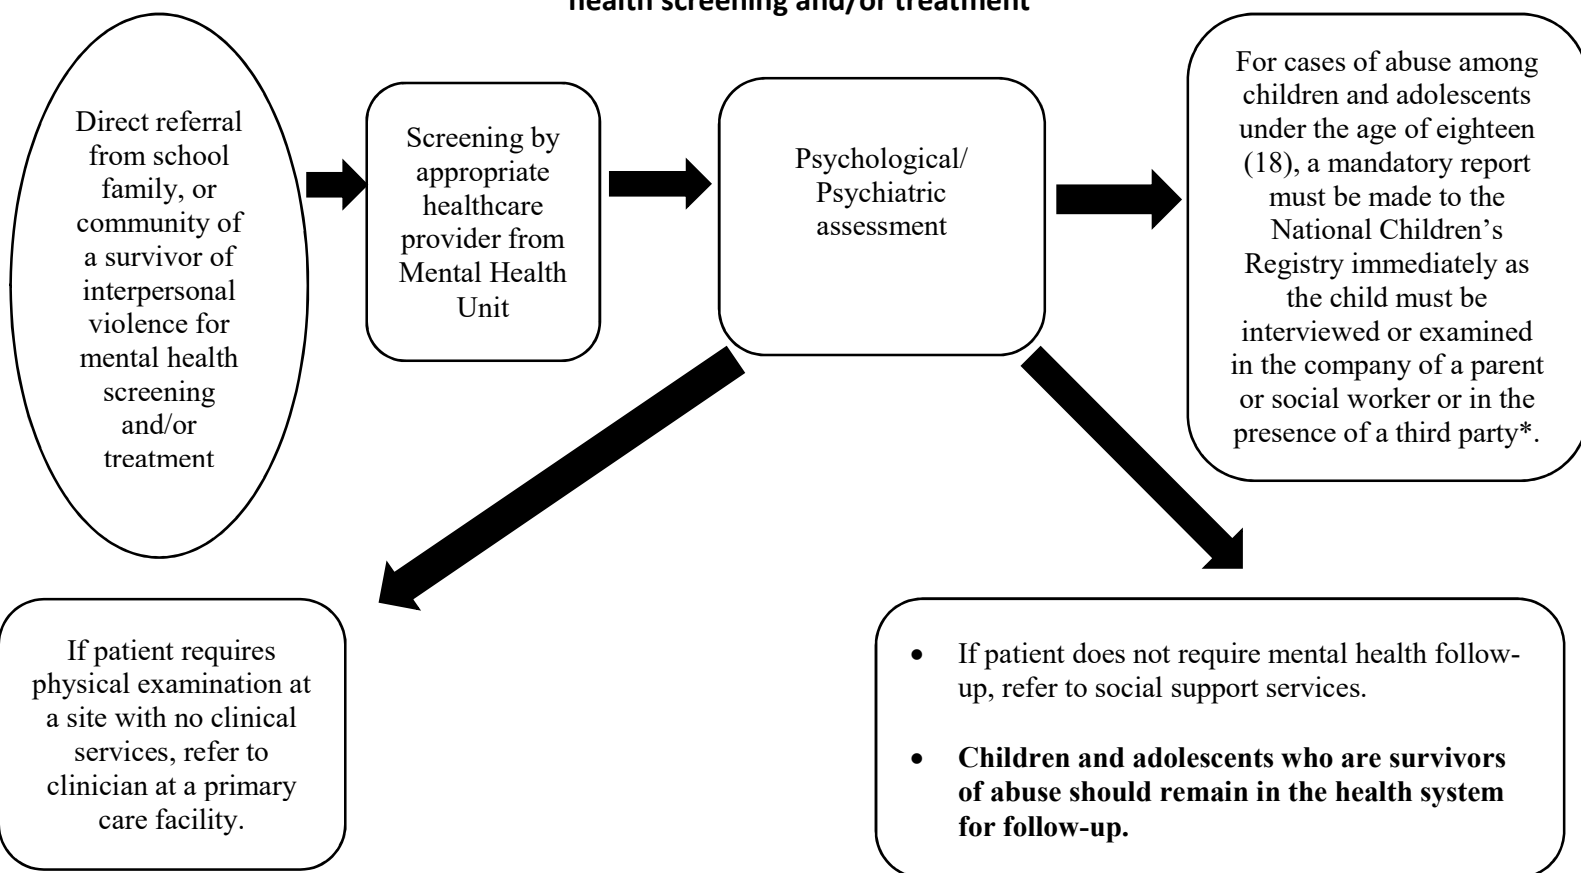 health screening and/or treatment
Direct referral
from school
family, or
community of
a survivor of
interpersonal
violence for
mental health
screening
and/or
treatment
Screening by
appropriate
healthcare
provider from
Mental Health
Unit
Psychological/
Psychiatric
assessment
For cases of abuse among
children and adolescents
under the age of eighteen
(18), a mandatory report
must be made to the
National Children’s
Registry immediately as
the child must be
interviewed or examined
in the company of a parent
or social worker or in the
presence of a third party*.
If patient requires
physical examination at
a site with no clinical
services, refer to
clinician at a primary
care facility.
• If patient does not require mental health follow-
up, refer to social support services.
• Children and adolescents who are survivors
of abuse should remain in the health system
for follow-up.